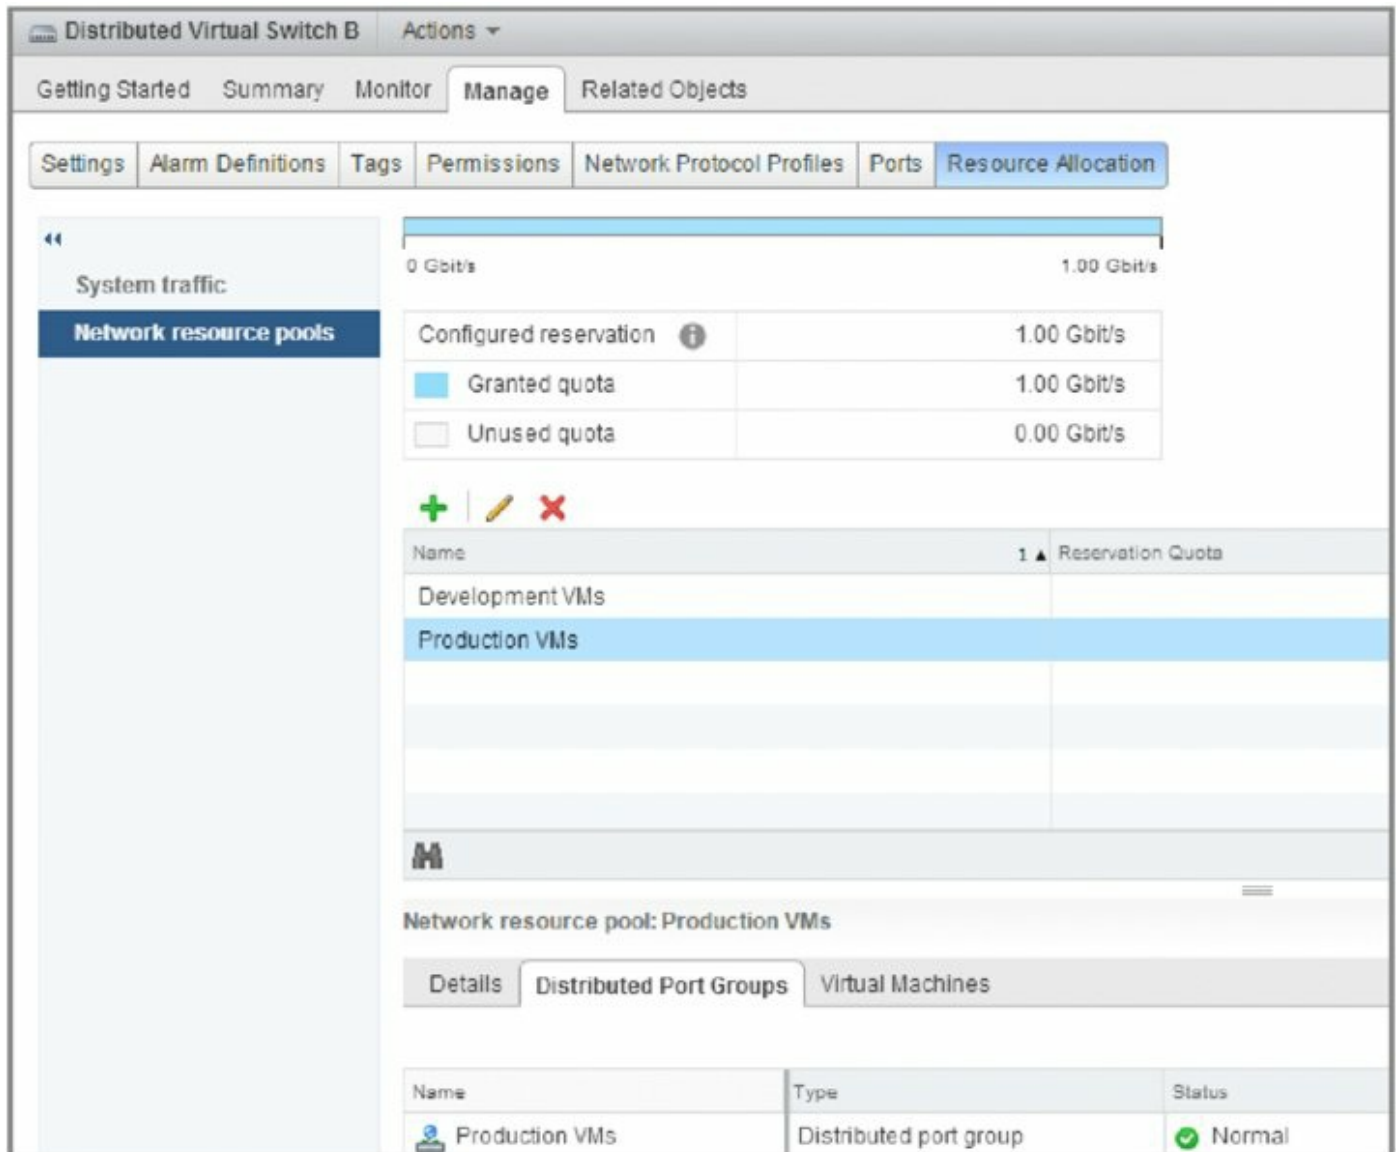 Distributed Virtual Switch B Actions
Getting Started Summary Monitor Manage Related Objects
Settings Alarm Definitions Tags Permissions Network Protocol Profiles Ports Resource Allocation
0 Gbit/s 1.00 Gbit/s
System traffic
Network resource pools
Configured reservation 1.00 Gbit/s
Granted quota 1.00 Gbit/s
Unused quota 0.00 Gbit/s
Name 1 ▲ Reservation Quota
Development VMs
Production VMs
Network resource pool: Production VMs
Details Distributed Port Groups Virtual Machines
Name Type Status
Production VMs Distributed port group Normal